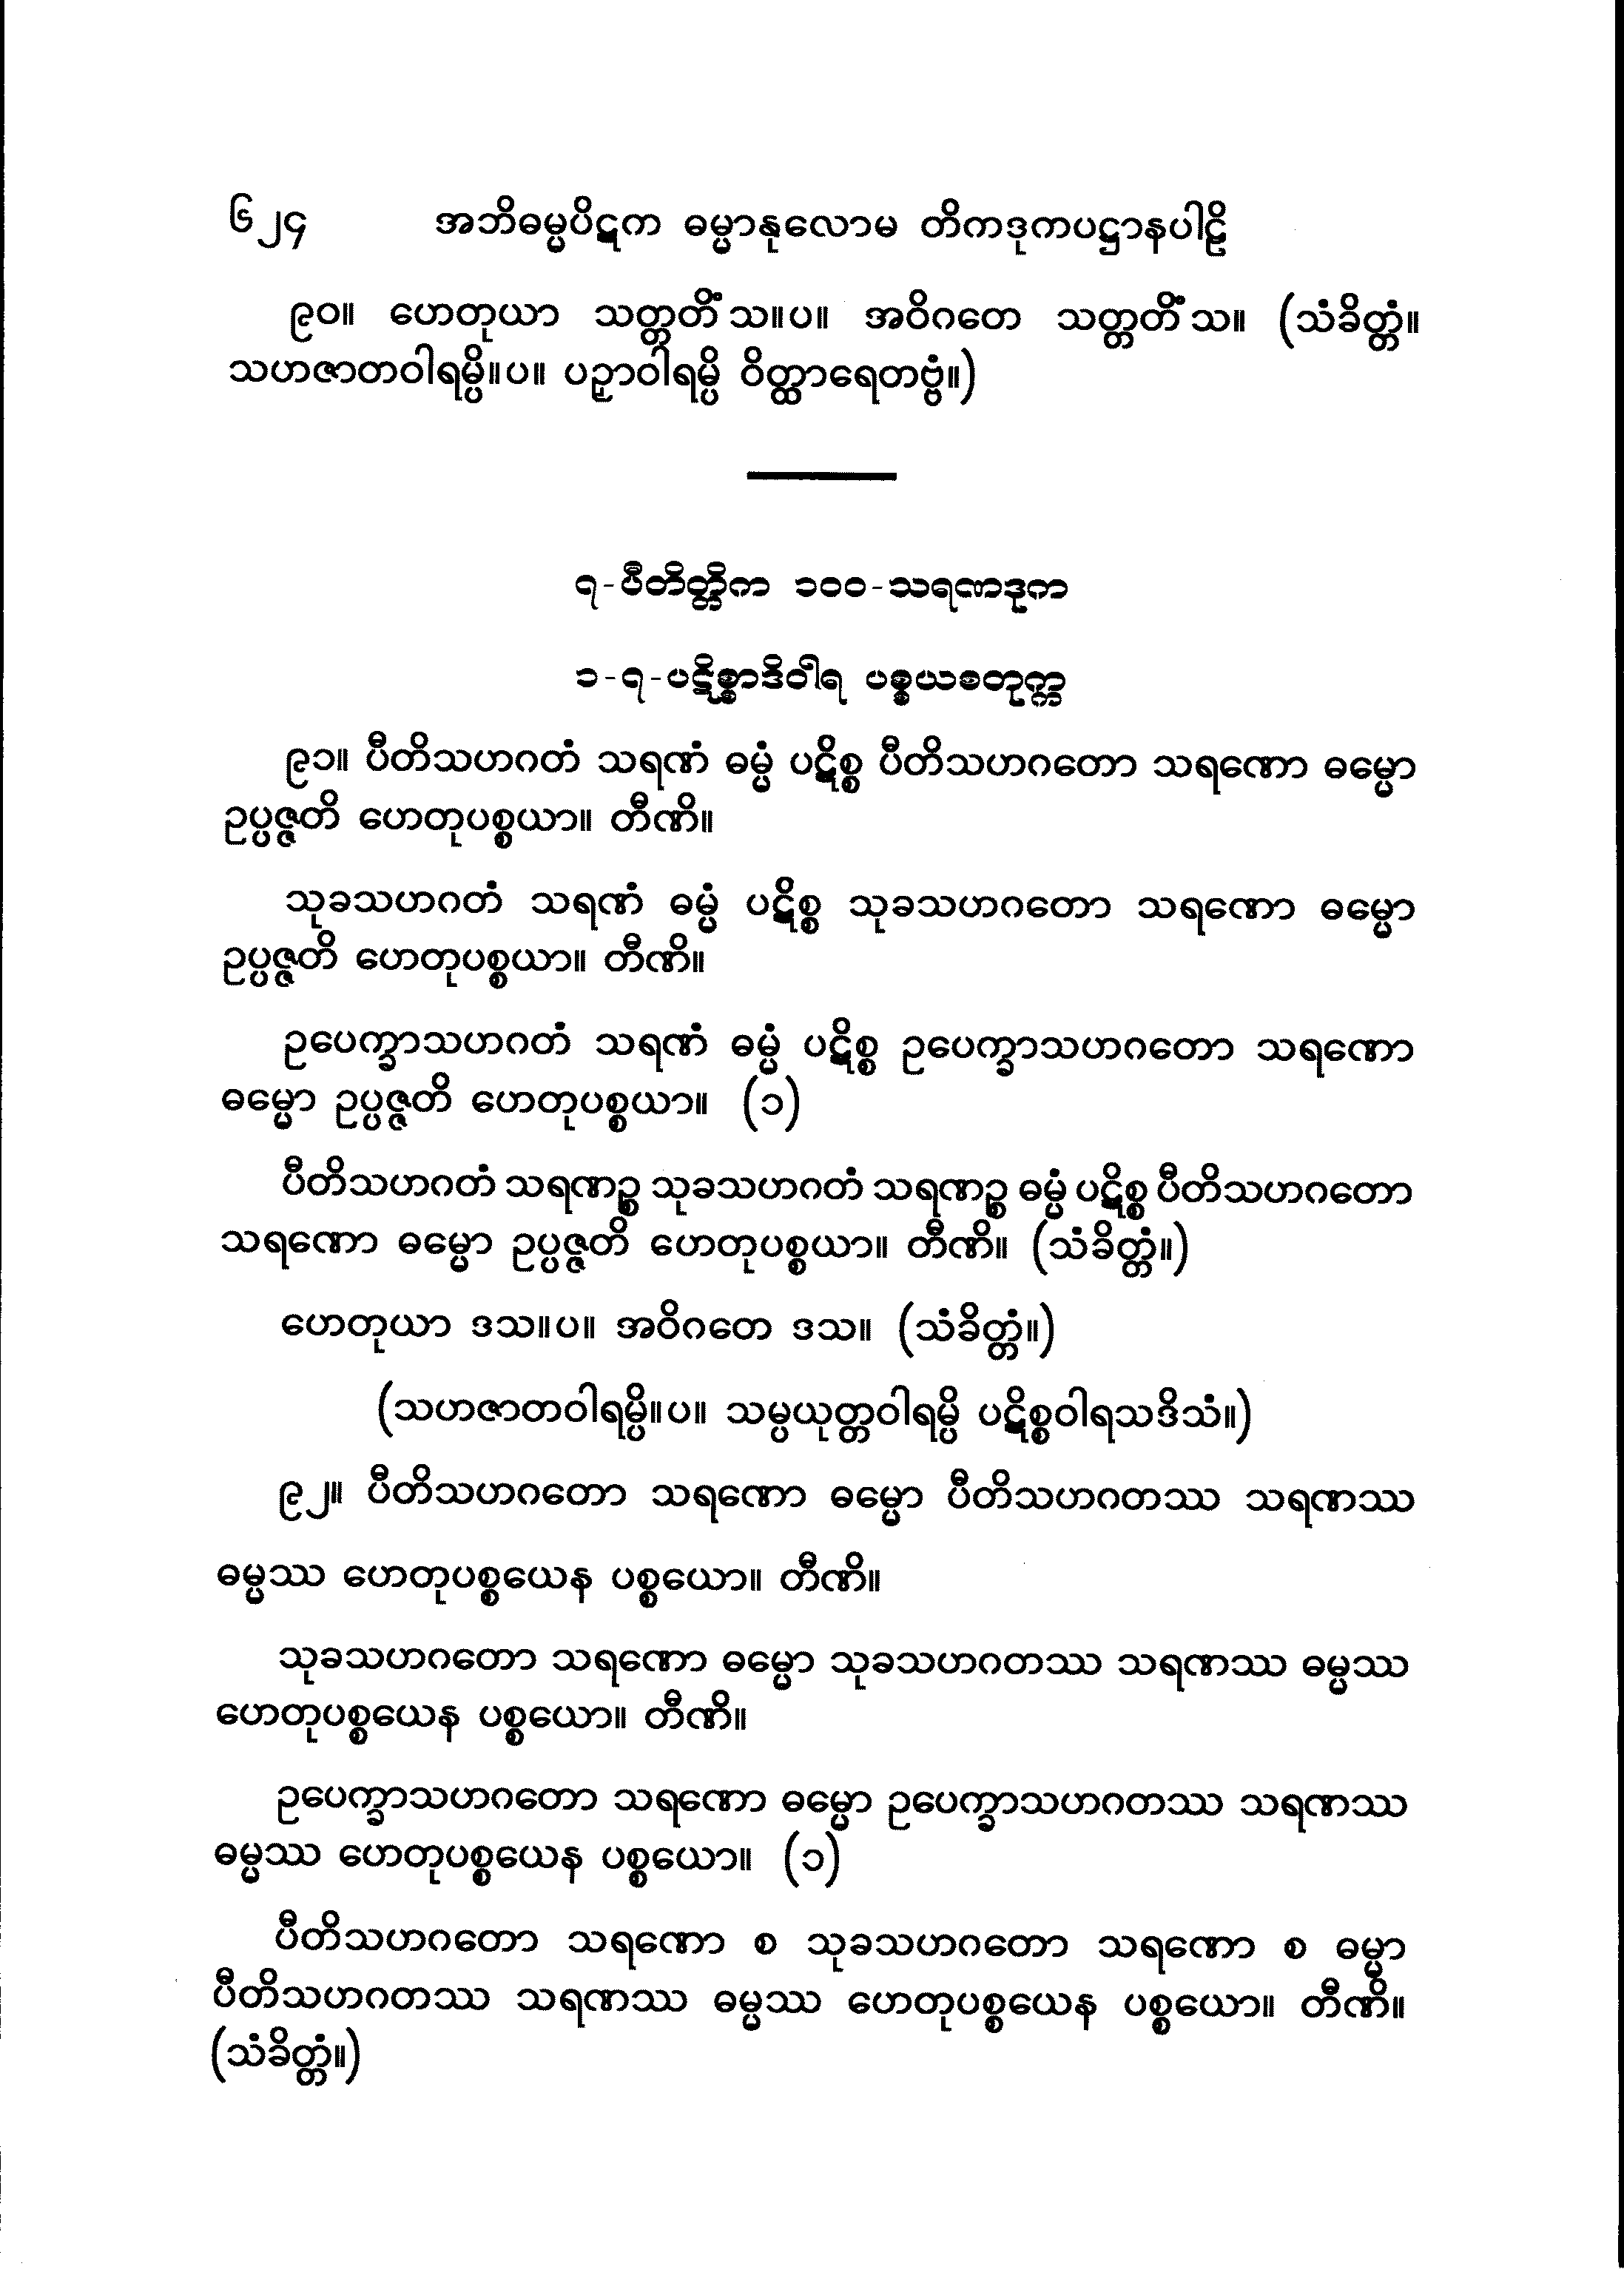 ၆၂၄ အဘိဓမ္မပိဋက ဓမ္မာနုလောမ တိကဒုကပဋ္ဌာနပါဠိ
၉၀။ ဟေတုယာ သတ္တတိံသ။ပ။ အဝိဂတေ သတ္တတိံသ။ (သံခိတ္တံ။
သဟဇာတဝါရမ္ပိ။ပ။ ပဉှာဝါရမ္ပိ ဝိတ္ထာရေတဗ္ဗံ။)
၇-ပီတိတ္တိက ၁၀၀-သရဏဒုက
၁-၇-ပဋိစ္စာဒိဝါရ ပစ္စယစတုက္က
၉၁။ ပီတိသဟဂတံ သရဏံ ဓမ္မံ ပဋိစ္စ ပီတိသဟဂတော သရဏော ဓမ္မော
ဥပ္ပဇ္ဇတိ ဟေတုပစ္စယာ။ တီဏိ။
သုခသဟဂတံ သရဏံ ဓမ္မံ ပဋိစ္စ သုခသဟဂတော သရဏော ဓမ္မော
ဥပ္ပဇ္ဇတိ ဟေတုပစ္စယာ။ တီဏိ။
ဥပေက္ခာသဟဂတံ သရဏံ ဓမ္မံ ပဋိစ္စ ဥပေက္ခာသဟဂတော သရဏော
ဓမ္မော ဥပ္ပဇ္ဇတိ ဟေတုပစ္စယာ။ (၁)
ပီတိသဟဂတံ သရဏဉ္စ သုခသဟဂတံ သရဏဉ္စ ဓမ္မံ ပဋိစ္စ ပီတိသဟဂတော
သရဏော ဓမ္မော ဥပ္ပဇ္ဇတိ ဟေတုပစ္စယာ။ တီဏိ။ (သံခိတ္တံ။)
ဟေတုယာ ဒသ။ပ။ အဝိဂတေ ဒသ။ (သံခိတ္တံ။)
(သဟဇာတဝါရမ္ပိ။ပ။ သမ္ပယုတ္တဝါရမ္ပိ ပဋိစ္စဝါရသဒိသံ။)
၉၂။ ပီတိသဟဂတော သရဏော ဓမ္မော ပီတိသဟဂတဿ သရဏဿ
ဓမ္မဿ ဟေတုပစ္စယေန ပစ္စယော။ တီဏိ။
သုခသဟဂတော သရဏော ဓမ္မော သုခသဟဂတဿ သရဏဿ ဓမ္မဿ
ဟေတုပစ္စယေန ပစ္စယော။ တီဏိ။
ဥပေက္ခာသဟဂတော သရဏော ဓမ္မော ဥပေက္ခာသဟဂတဿ သရဏဿ
ဓမ္မဿ ဟေတုပစ္စယေန ပစ္စယော။ (၁)
ပီတိသဟဂတော သရဏော စ သုခသဟဂတော သရဏော စ ဓမ္မာ
ပီတိသဟဂတဿ သရဏဿ ဓမ္မဿ ဟေတုပစ္စယေန ပစ္စယော။ တီဏိ။
(သံခိတ္တံ။)